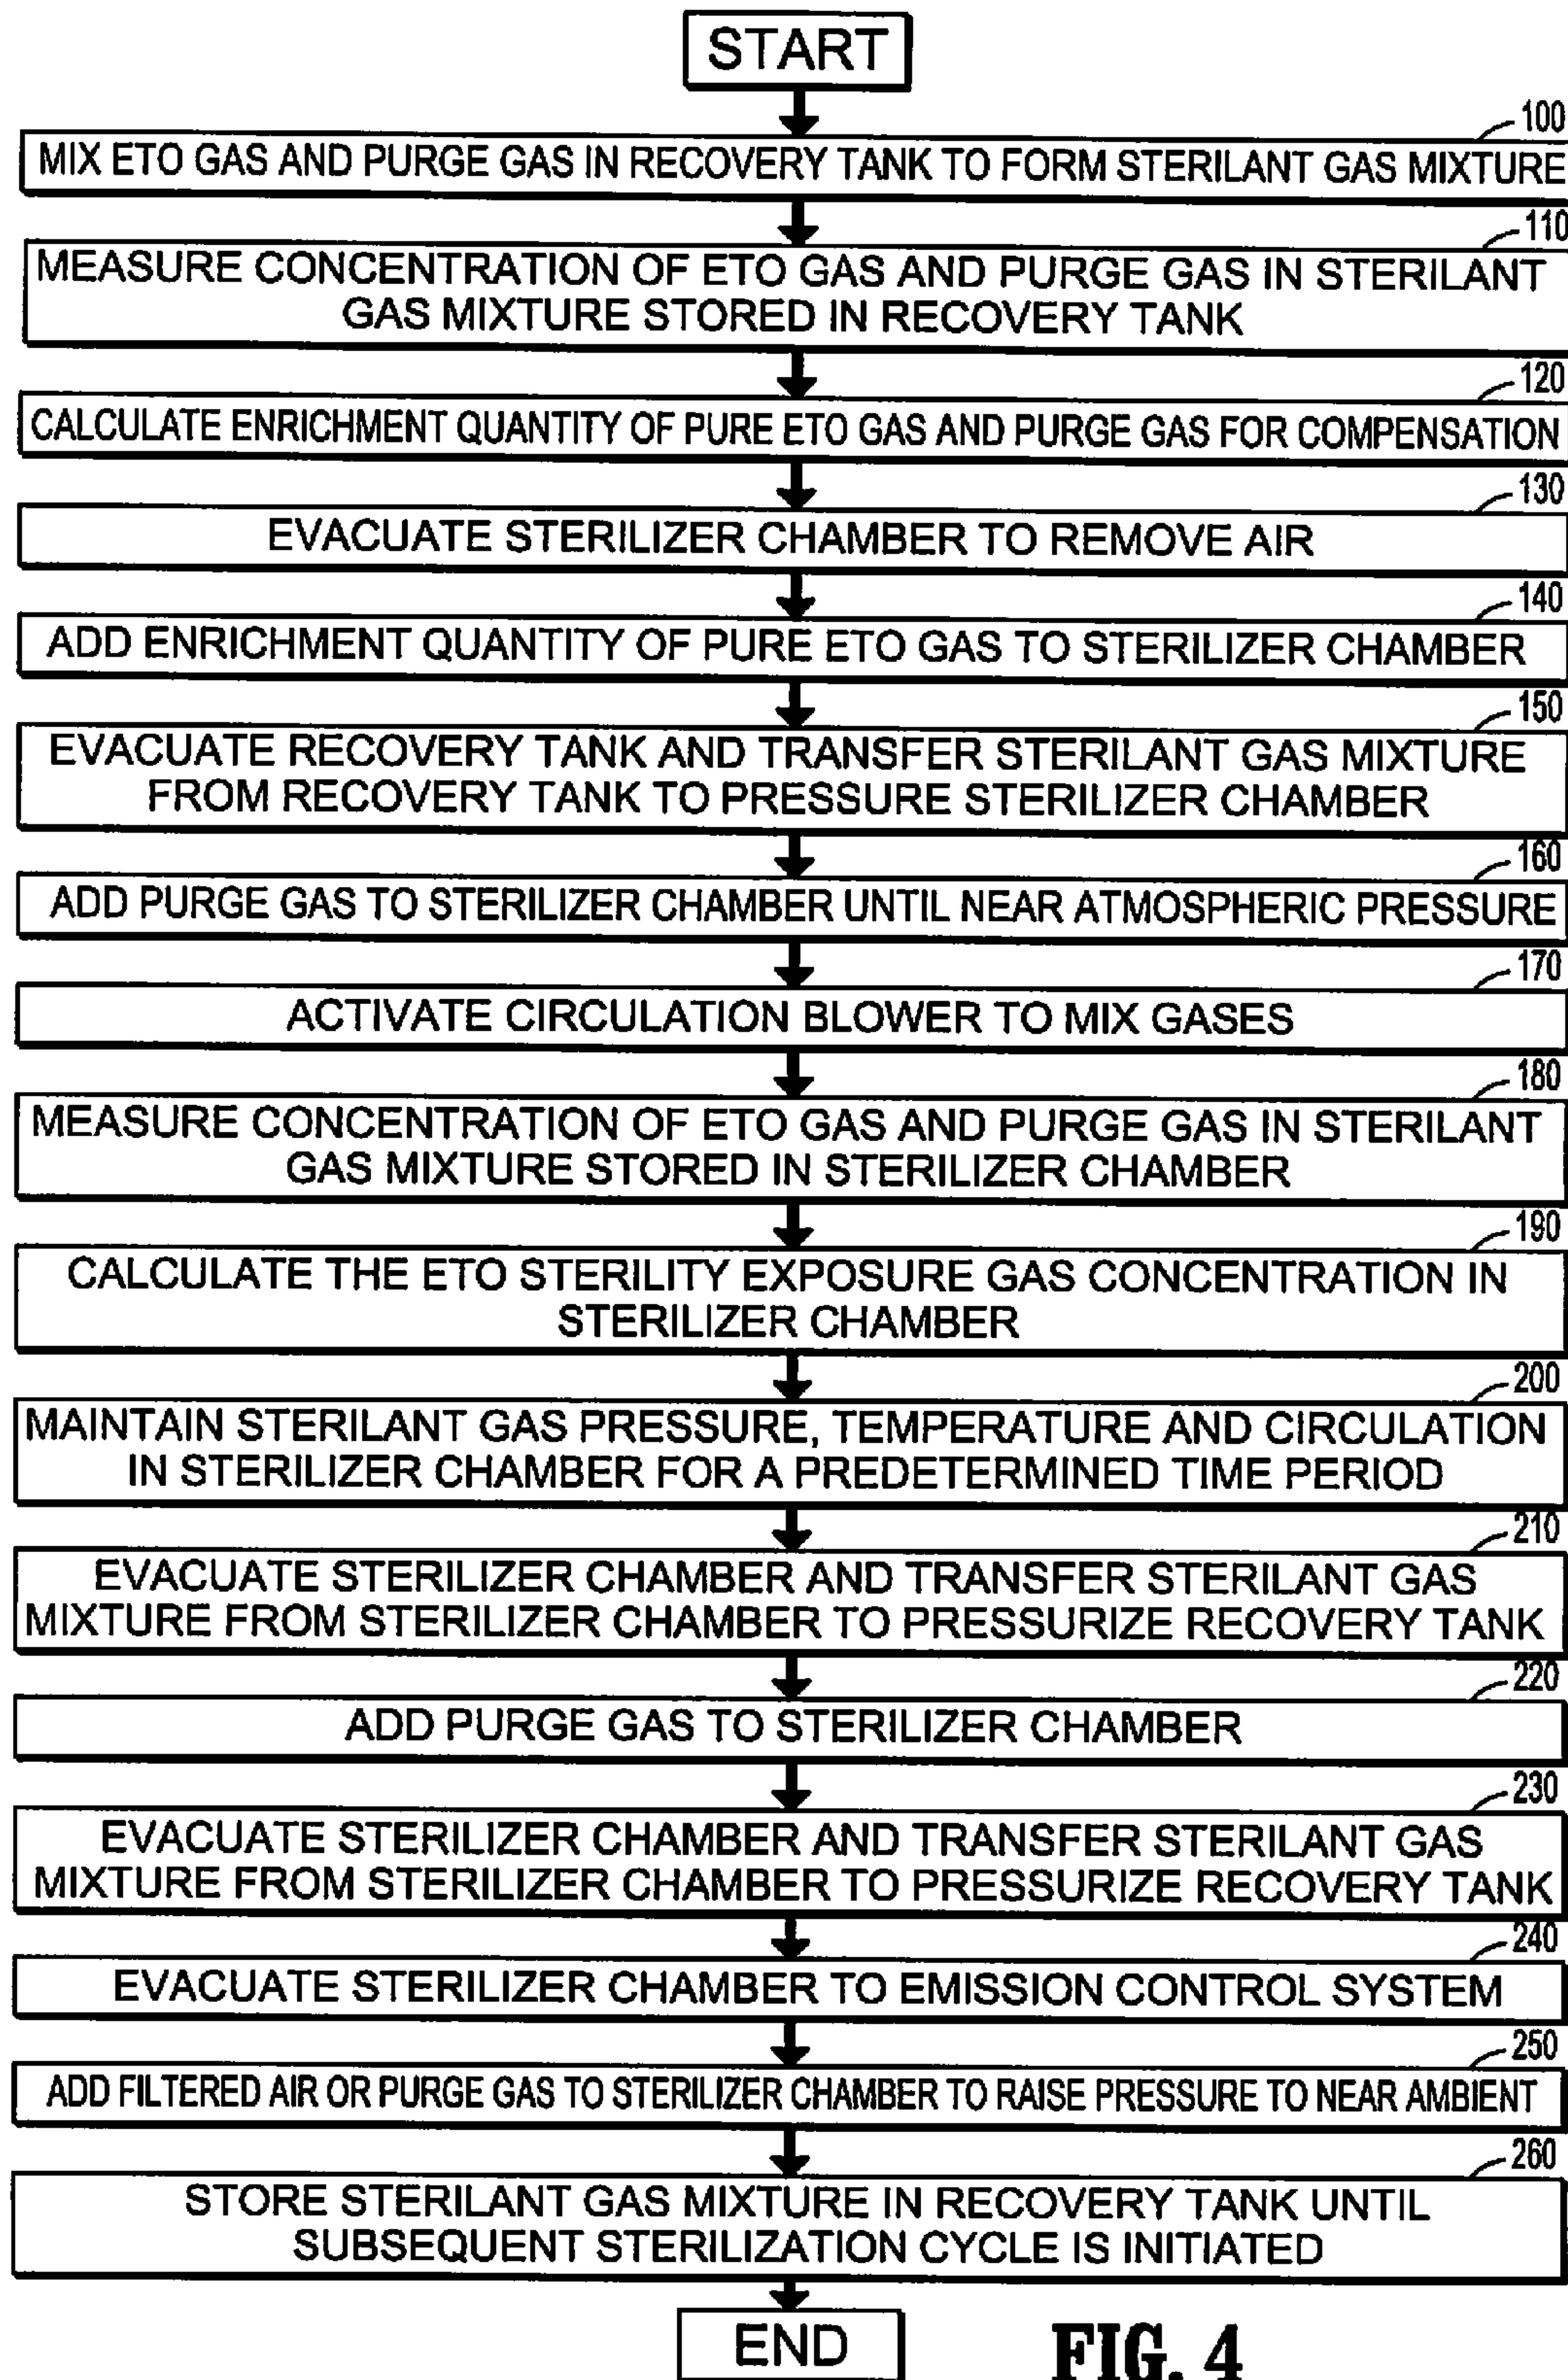 START
100
MIX ETO GAS AND PURGE GAS IN RECOVERY TANK TO FORM STERILANT GAS MIXTURE
110
MEASURE CONCENTRATION OF ETO GAS AND PURGE GAS IN STERILANT
GAS MIXTURE STORED IN RECOVERY TANK
120
CALCULATE ENRICHMENT QUANTITY OF PURE ETO GAS AND PURGE GAS FOR COMPENSATION
130
EVACUATE STERILIZER CHAMBER TO REMOVE AIR
140
ADD ENRICHMENT QUANTITY OF PURE ETO GAS TO STERILIZER CHAMBER
150
EVACUATE RECOVERY TANK AND TRANSFER STERILANT GAS MIXTURE
FROM RECOVERY TANK TO PRESSURE STERILIZER CHAMBER
160
ADD PURGE GAS TO STERILIZER CHAMBER UNTIL NEAR ATMOSPHERIC PRESSURE
170
ACTIVATE CIRCULATION BLOWER TO MIX GASES
180
MEASURE CONCENTRATION OF ETO GAS AND PURGE GAS IN STERILANT
GAS MIXTURE STORED IN STERILIZER CHAMBER
190
CALCULATE THE ETO STERILITY EXPOSURE GAS CONCENTRATION IN
STERILIZER CHAMBER
200
MAINTAIN STERILANT GAS PRESSURE, TEMPERATURE AND CIRCULATION
IN STERILIZER CHAMBER FOR A PREDETERMINED TIME PERIOD
210
EVACUATE STERILIZER CHAMBER AND TRANSFER STERILANT GAS
MIXTURE FROM STERILIZER CHAMBER TO PRESSURIZE RECOVERY TANK
220
ADD PURGE GAS TO STERILIZER CHAMBER
230
EVACUATE STERILIZER CHAMBER AND TRANSFER STERILANT GAS
MIXTURE FROM STERILIZER CHAMBER TO PRESSURIZE RECOVERY TANK
240
EVACUATE STERILIZER CHAMBER TO EMISSION CONTROL SYSTEM
250
ADD FILTERED AIR OR PURGE GAS TO STERILIZER CHAMBER TO RAISE PRESSURE TO NEAR AMBIENT
260
STORE STERILANT GAS MIXTURE IN RECOVERY TANK UNTIL
SUBSEQUENT STERILIZATION CYCLE IS INITIATED
END
FIG. 4